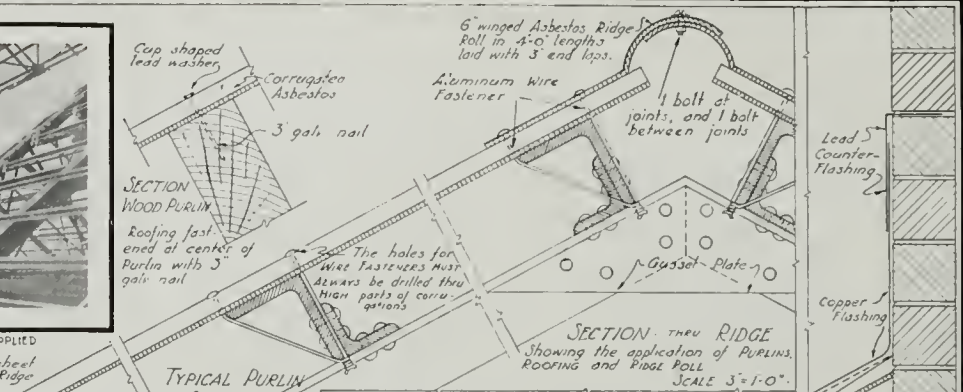 Cap shaped
lead washer
Corrugated
Asbestos
3" galv nail
SECTION
WOOD PURLIN
Roofing fast-
ened at center of
Purlin with 3"
galv nail
6" winged Asbestos Ridge
Roll in 4'-0" lengths
laid with 3" end laps.
Aluminum Wire
Fastener
1 bolt at
joints, and 1 bolt
between joints
Lead
Counter-
Flashing
The holes for
WIRE FASTENERS MUST
ALWAYS be drilled thru
HIGH parts of corru-
gations
Gusset Plate
Copper
Flashing
SECTION THRU RIDGE
Showing the application of PURLINS,
ROOFING and RIDGE ROLL
SCALE 3"=1'-0"
TYPICAL PURLIN
PPLIED
heet
Ridge